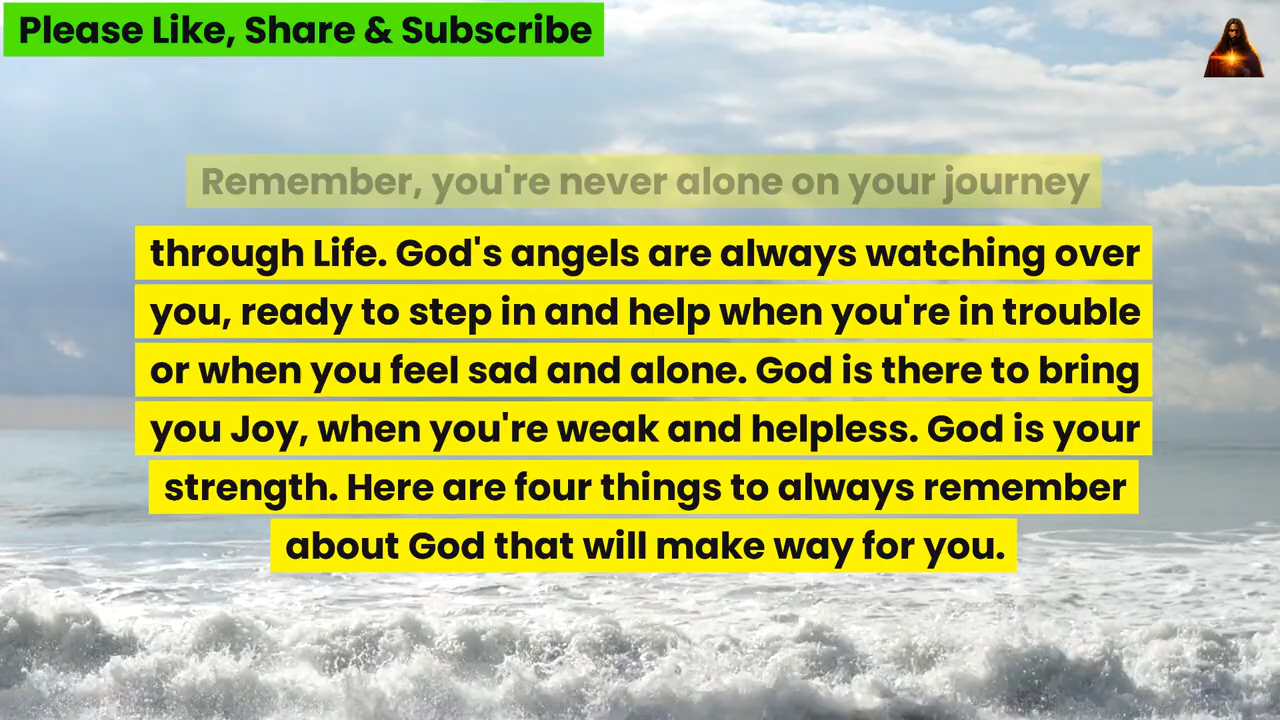 Please Like, Share & Subscribe
Remember, you're never alone on your journey
through Life. God's angels are always watching over
you, ready to step in and help when you're in trouble
or when you feel sad and alone. God is there to bring
you Joy, when you're weak and helpless. God is your
strength. Here are four things to always remember
about God that will make way for you.